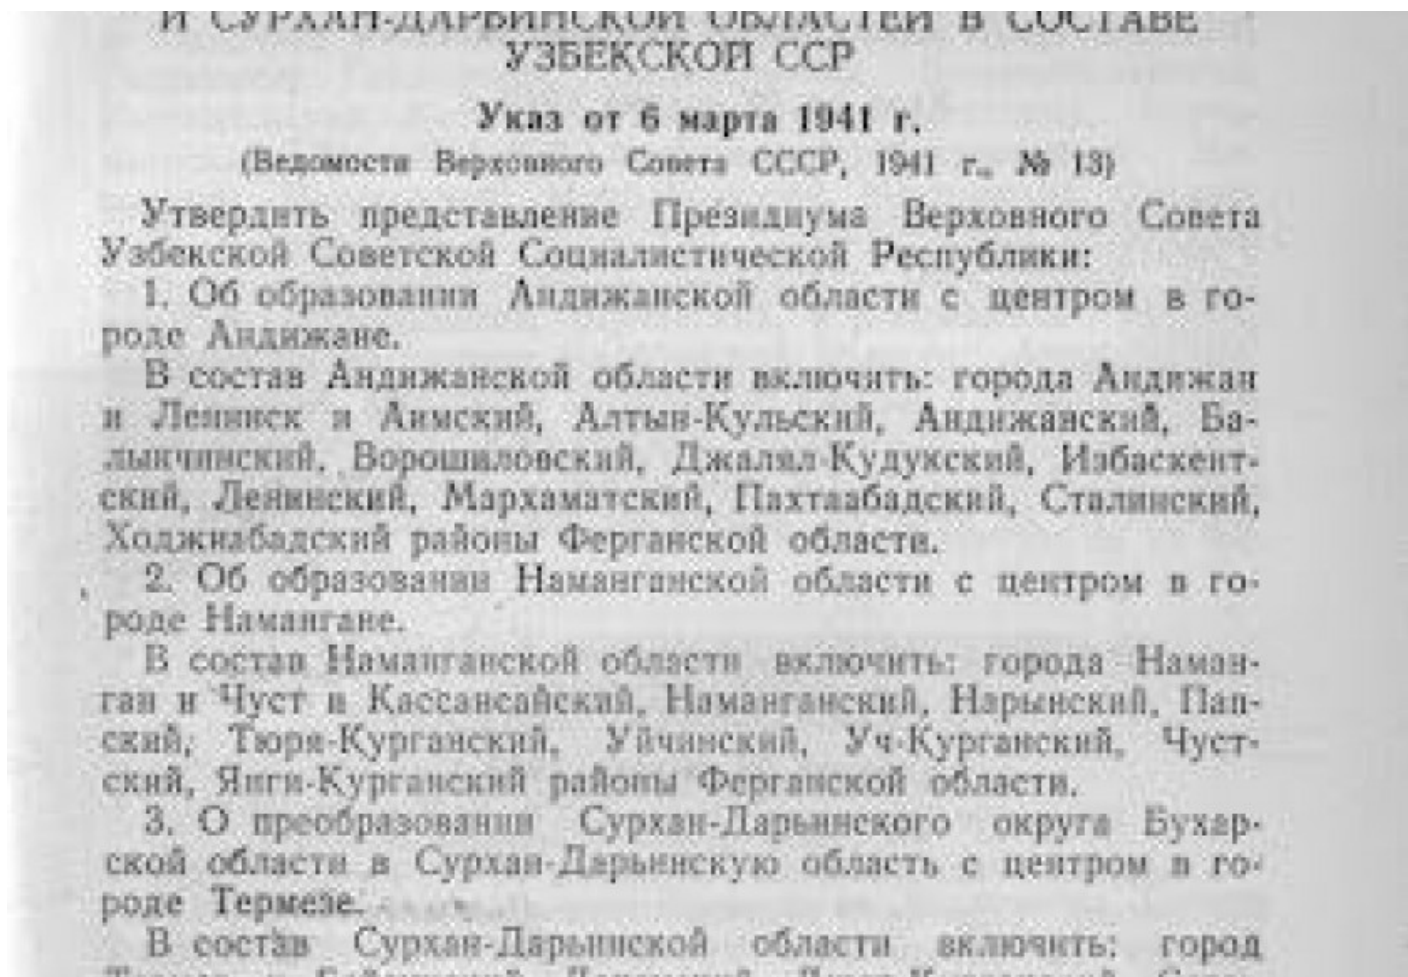 И СУРХАН-ДАРЬИНСКОЙ ОБЛАСТЕЙ В СОСТАВЕ
УЗБЕКСКОЙ ССР
Указ от 6 марта 1941 г.
(Ведомости Верховного Совета СССР, 1941 г., № 13)
Утвердить представление Президиума Верховного Совета
Узбекской Советской Социалистической Республики:
1. Об образовании Андижанской области с центром в го-
роде Андижане.
В состав Андижанской области включить: города Андижан
и Ленинск и Аимский, Алтын-Кульский, Андижанский, Ба-
лыкчинский, Ворошиловский, Джалял-Кудукский, Избаскент-
ский, Ленинский, Мархаматский, Пахтаабадский, Сталинский,
Ходжиабадский районы Ферганской области.
2. Об образовании Наманганской области с центром в го-
роде Намангане.
В состав Наманганской области включить: города Наман-
ган и Чуст и Кассансайский, Наманганский, Нарынский, Пап-
ский, Тюря-Курганский, Уйчинский, Уч-Курганский, Чуст-
ский, Янги-Курганский районы Ферганской области.
3. О преобразовании Сурхан-Дарьинского округа Бухар-
ской области в Сурхан-Дарьинскую область с центром в го-
роде Термезе.
В состав Сурхан-Дарьинской области включить: город